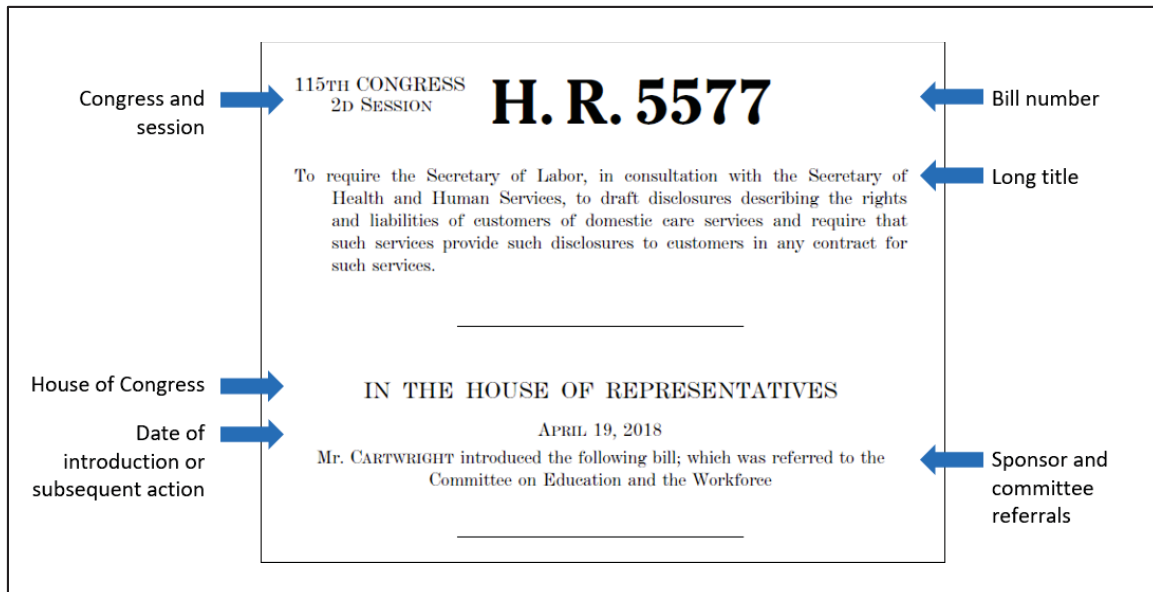 Congress and
session
115TH CONGRESS
2D SESSION
H. R. 5577
Bill number
To require the Secretary of Labor, in consultation with the Secretary of
Health and Human Services, to draft disclosures describing the rights
and liabilities of customers of domestic care services and require that
such services provide such disclosures to customers in any contract for
such services.
Long title
House of Congress
IN THE HOUSE OF REPRESENTATIVES
Date of
introduction or
subsequent action
APRIL 19, 2018
Mr. CARTWRIGHT introduced the following bill; which was referred to the
Committee on Education and the Workforce
Sponsor and
committee
referrals